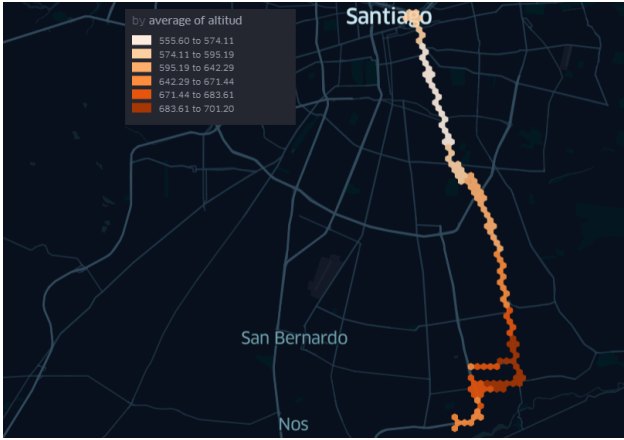 Santiago
by average of altitud
555.60 to 574.11
574.11 to 595.19
595.19 to 642.29
642.29 to 671.44
671.44 to 683.61
683.61 to 701.20
San Bernardo
Nos